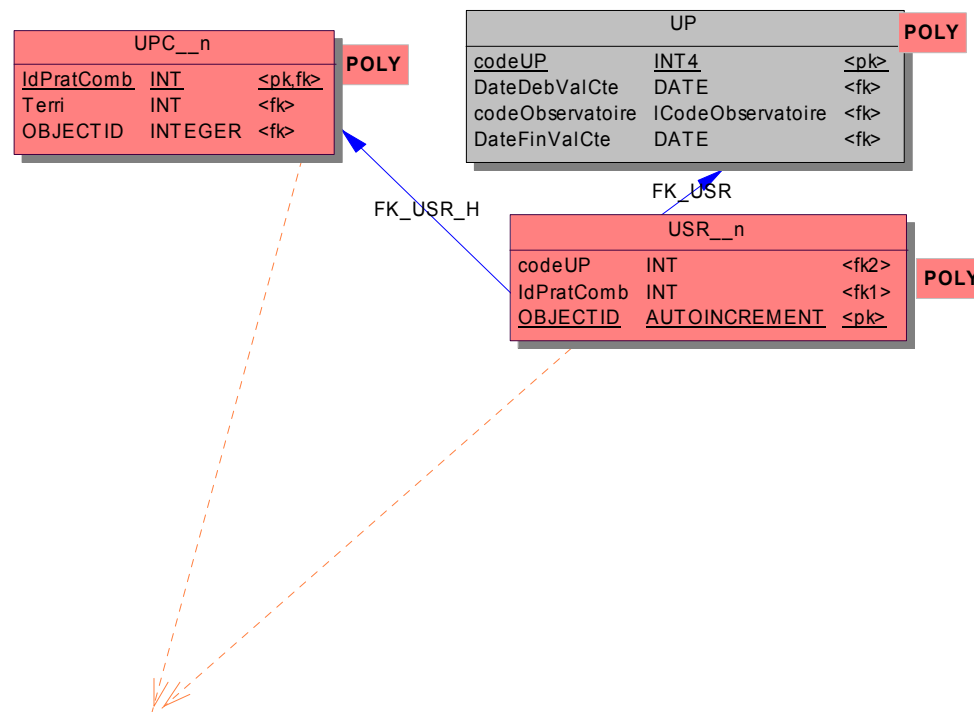 UPC__n
POLY
IdPratComb INT <pk,fk>
Terri INT <fk>
OBJECTID INTEGER <fk>
UP
POLY
codeUP INT4 <pk>
DateDebValCte DATE <fk>
codeObservatoire ICodeObservatoire <fk>
DateFinValCte DATE <fk>
FK_USR_H
FK_USR
USR__n
POLY
codeUP INT <fk2>
IdPratComb INT <fk1>
OBJECTID AUTOINCREMENT <pk>